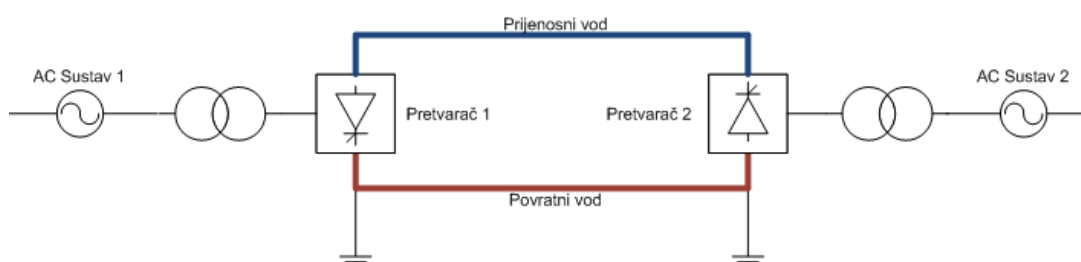 Prijenosni vod
AC Sustav 1
AC Sustav 2
Pretvarač 1
Pretvarač 2
Povratni vod